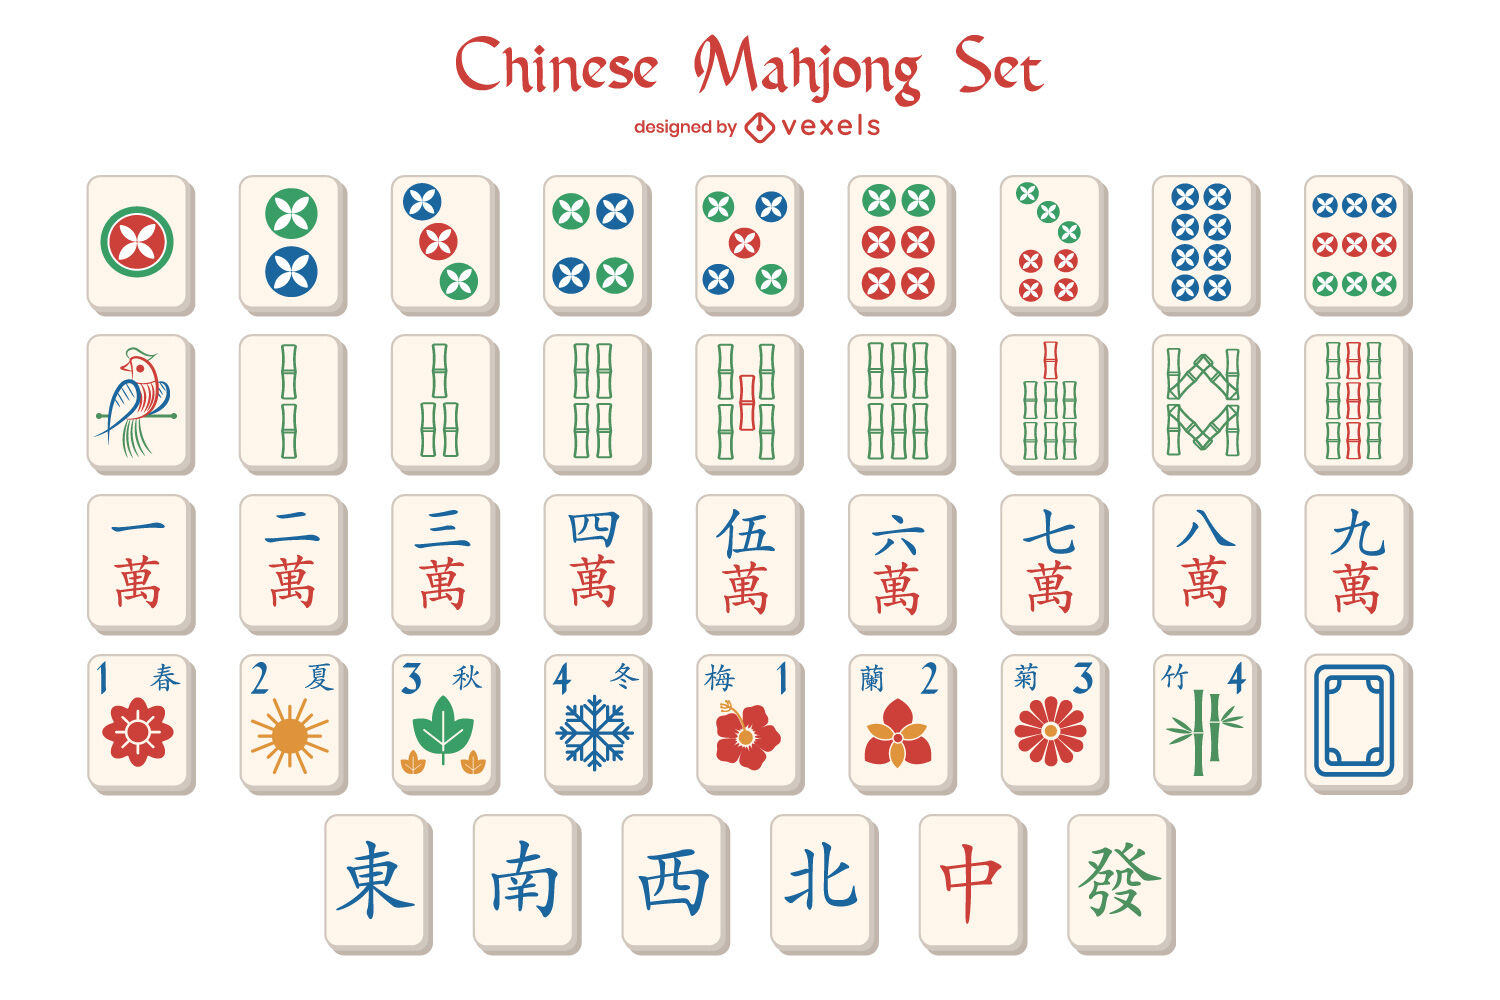 Chinese Mahjong Set
designed by vexels
一 二 三 四 伍 六 七 八 九
萬 萬 萬 萬 萬 萬 萬 萬 萬
1 春 2 夏 3 秋 4 冬 梅 1 蘭 2 菊 3 竹 4
東 南 西 北 中 發